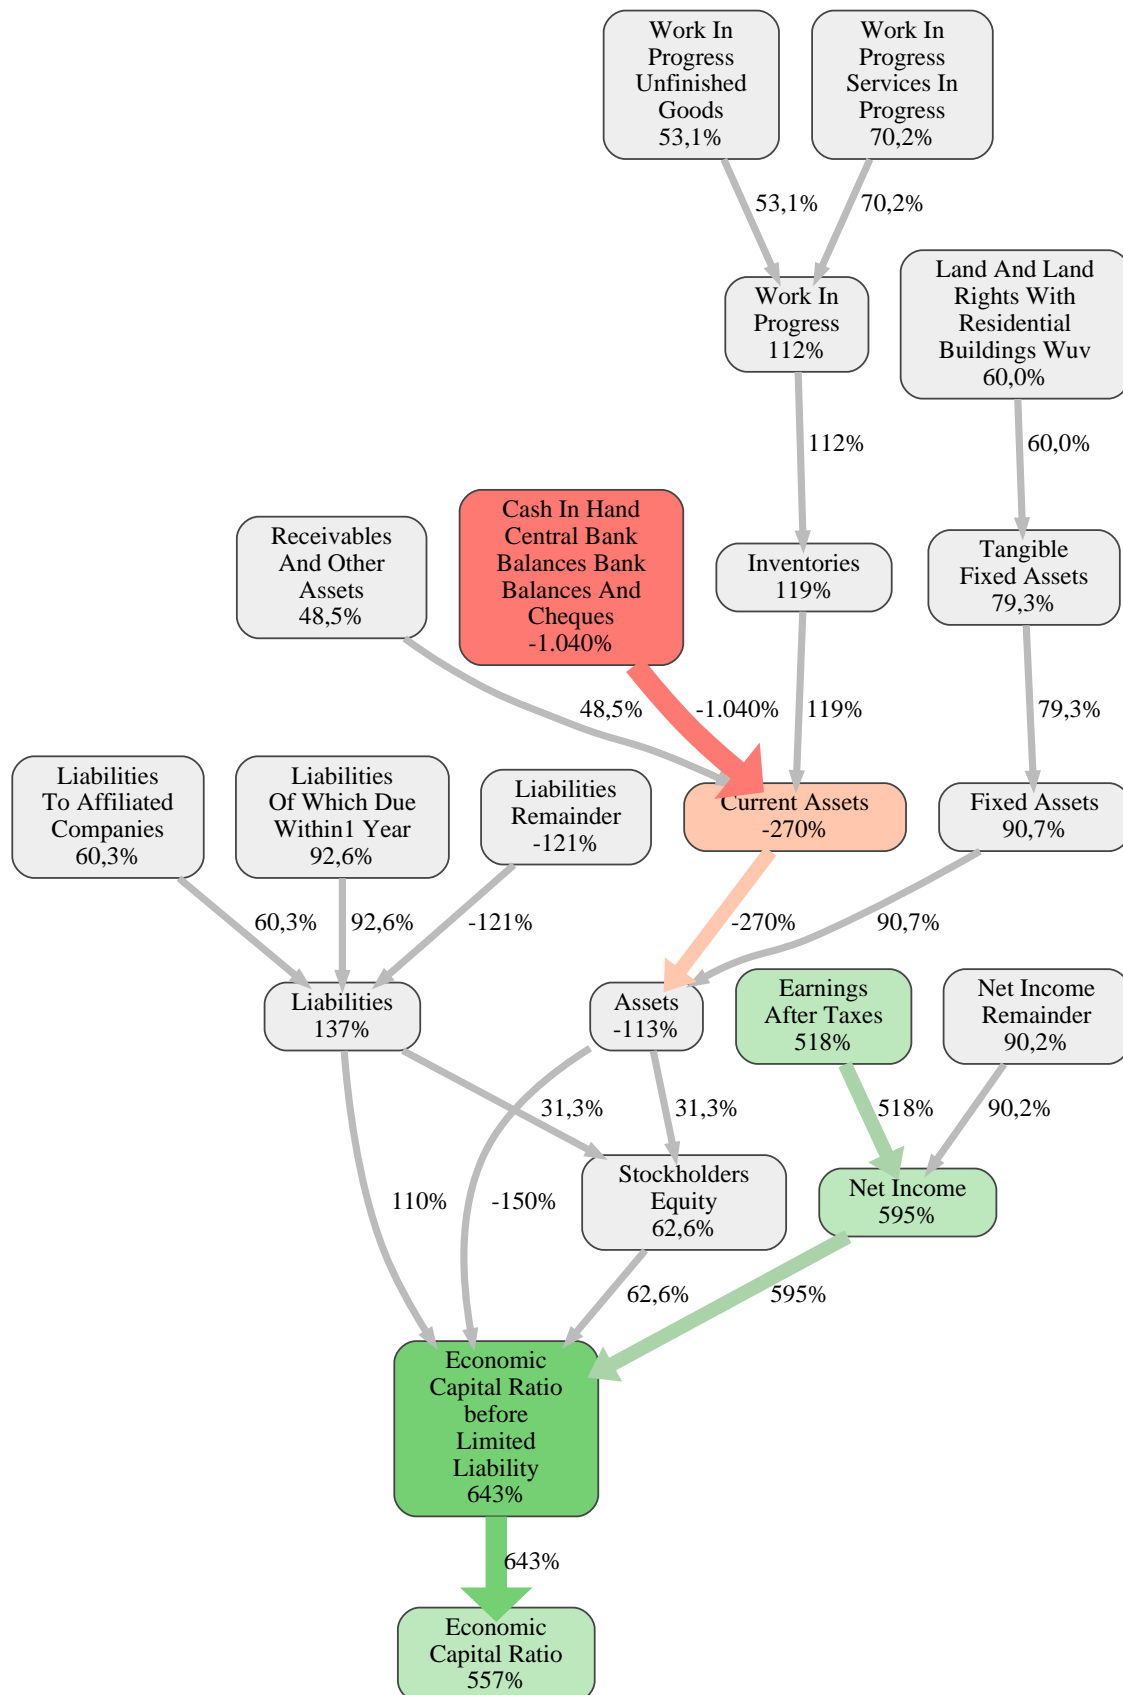 Work In
Progress
Unfinished
Goods
53,1%
Work In
Progress
Services In
Progress
70,2%
53,1%
70,2%
Work In
Progress
112%
Land And Land
Rights With
Residential
Buildings Wuv
60,0%
112%
60,0%
Receivables
And Other
Assets
48,5%
Cash In Hand
Central Bank
Balances Bank
Balances And
Cheques
-1.040%
Inventories
119%
Tangible
Fixed Assets
79,3%
48,5%
-1.040%
119%
79,3%
Liabilities
To Affiliated
Companies
60,3%
Liabilities
Of Which Due
Within1 Year
92,6%
Liabilities
Remainder
-121%
Current Assets
-270%
Fixed Assets
90,7%
60,3%
92,6%
-121%
-270%
90,7%
Liabilities
137%
Assets
-113%
Earnings
After Taxes
518%
Net Income
Remainder
90,2%
31,3%
31,3%
518%
90,2%
110%
-150%
Stockholders
Equity
62,6%
Net Income
595%
62,6%
595%
Economic
Capital Ratio
before
Limited
Liability
643%
643%
Economic
Capital Ratio
557%